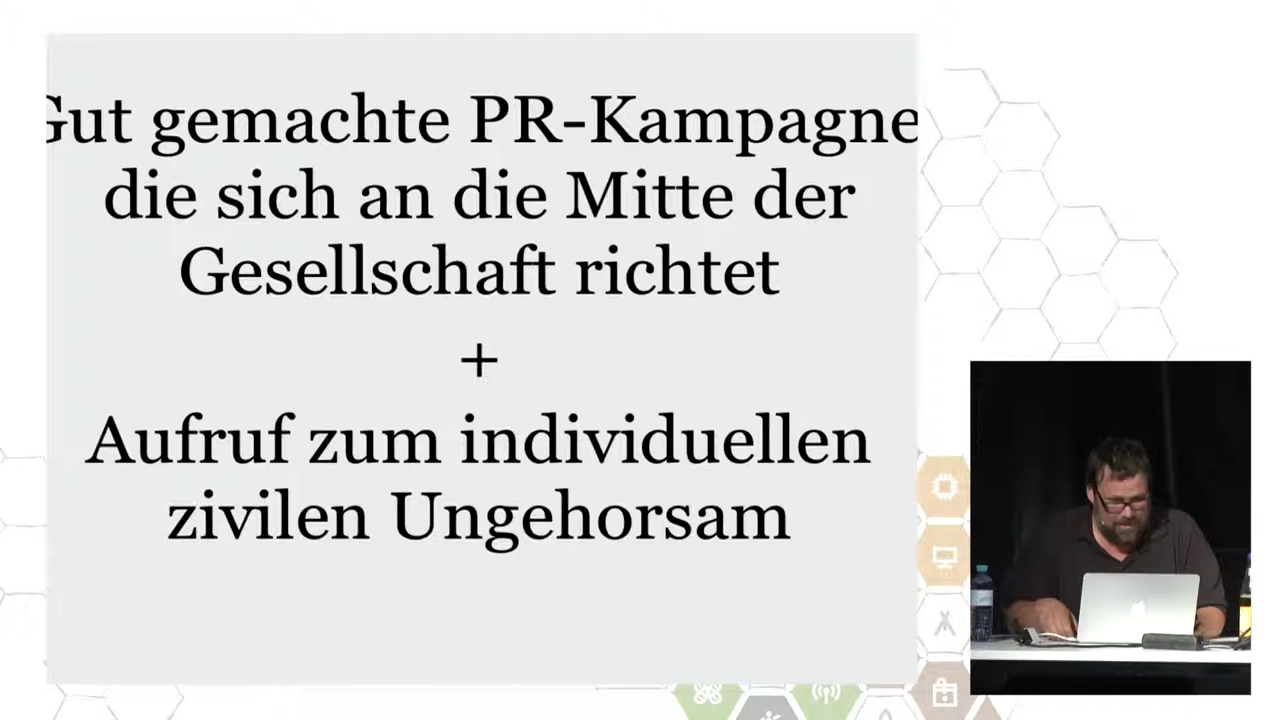 Gut gemachte PR-Kampagne
die sich an die Mitte der
Gesellschaft richtet
+
Aufruf zum individuellen
zivilen Ungehorsam